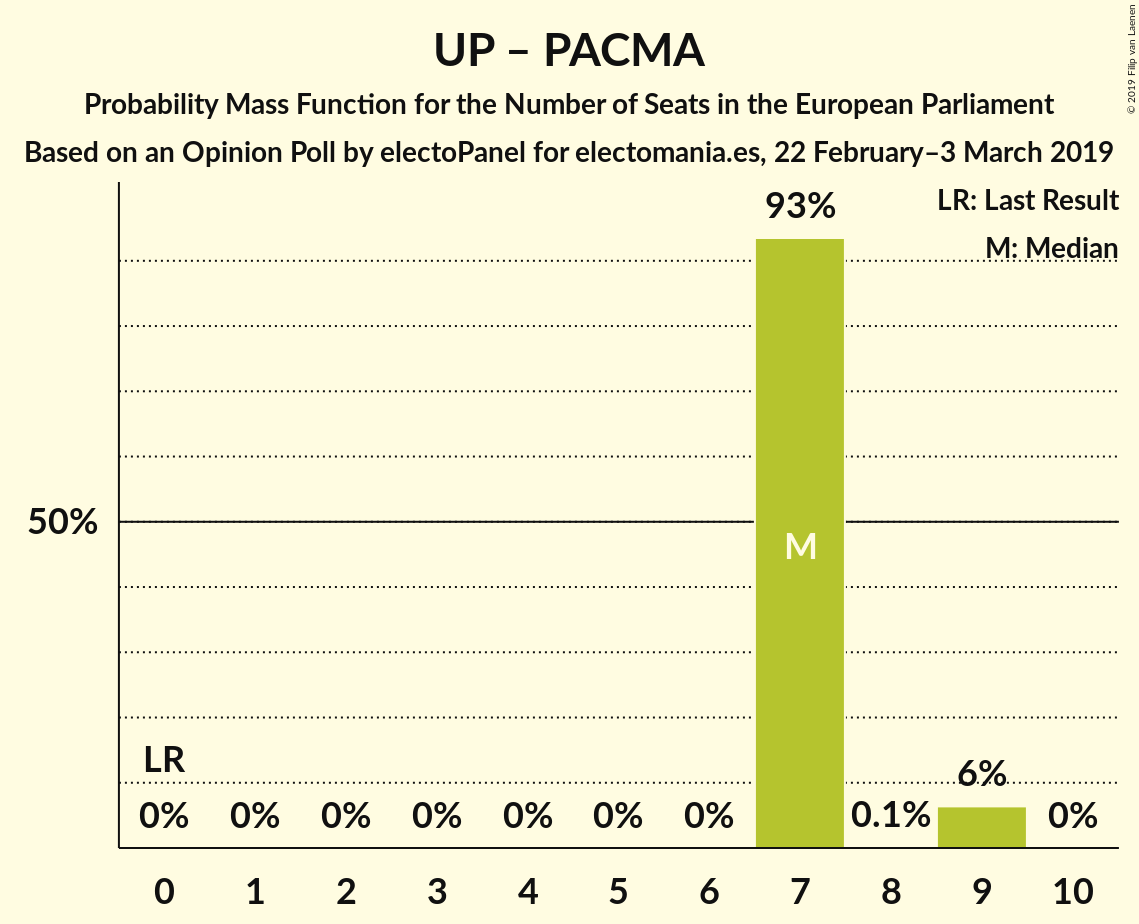 UP – PACMA
Probability Mass Function for the Number of Seats in the European Parliament
Based on an Opinion Poll by electoPanel for electomania.es, 22 February–3 March 2019
© 2019 Filip van Laenen
LR: Last Result
M: Median
93%
50%
M
LR
6%
0% 0% 0% 0% 0% 0% 0% 0.1% 0%
0 1 2 3 4 5 6 7 8 9 10